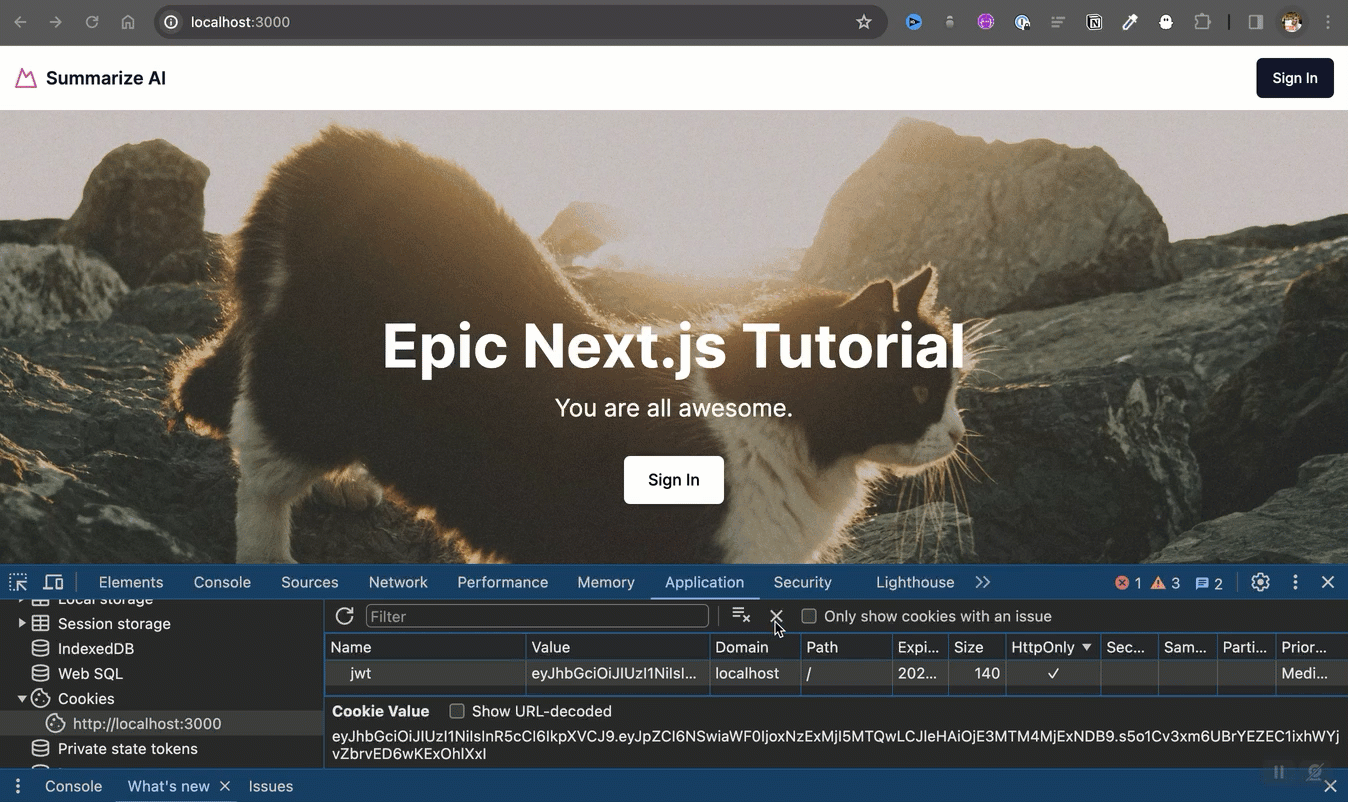 localhost:3000
Summarize AI
Sign In
Epic Next.js Tutorial
You are all awesome.
Sign In
Elements Console Sources Network Performance Memory Application Security Lighthouse 1 3 2
Local storage
Session storage
IndexedDB
Web SQL
Cookies
http://localhost:3000
Private state tokens
Filter Only show cookies with an issue
Name Value Domain Path Expi... Size HttpOnly Sec... Sam... Parti... Prior...
jwt eyJhbGciOiJIUzI1NiIsI... localhost / 202... 140 ✓ Medi...
Cookie Value Show URL-decoded
eyJhbGciOiJIUzI1NiIsInR5cCI6IkpXVCJ9.eyJpZCI6NSwiaWF0IjoxNzExMjI5MTQwLCJleHAiOjE3MTM4MjExNDB9.s5o1Cv3xm6UBrYEZEC1ixhWYj
vZbrvED6wKExOhlXxI
Console What's new Issues